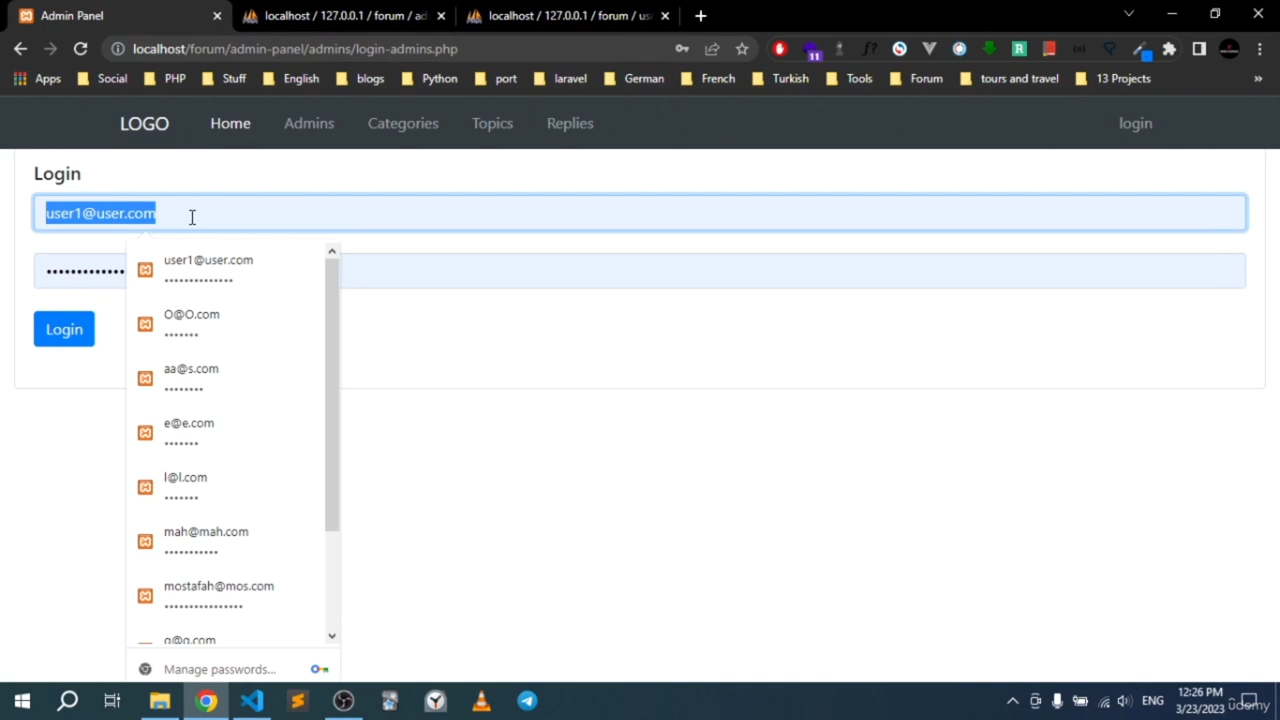 Admin Panel
localhost / 127.0.0.1 / forum / ad
localhost / 127.0.0.1 / forum / us
localhost/forum/admin-panel/admins/login-admins.php
11
Apps Social PHP Stuff English blogs Python port laravel German French Turkish Tools Forum tours and travel 13 Projects »
LOGO Home Admins Categories Topics Replies login
Login
user1@user.com
••••••••••••••
Login
user1@user.com
••••••••••••••
O@O.com
•••••••
aa@s.com
••••••••
e@e.com
•••••••
l@l.com
•••••••
mah@mah.com
•••••••••••
mostafah@mos.com
••••••••••••••••
Manage passwords...
ENG
12:26 PM
3/23/2023
ûdemy